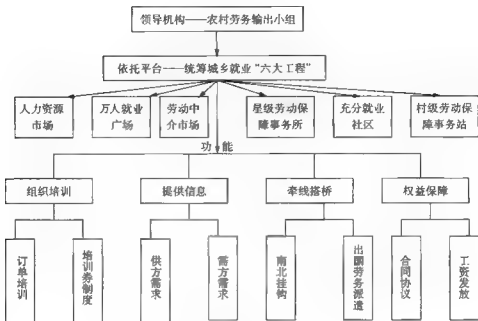 领导机构——农村劳务输出小组
依托平台——统筹城乡就业“六大工程”
人力资源
市场
万人就业
广场
劳动中
介市场
星级劳动保
障事务所
充分就业
社区
村级劳动保
障事务站
功能
组织培训
提供信息
牵线搭桥
权益保障
订单培训
培训券制度
供方需求
需方需求
南北挂钩
出国劳务派遣
合同协议
工资发放